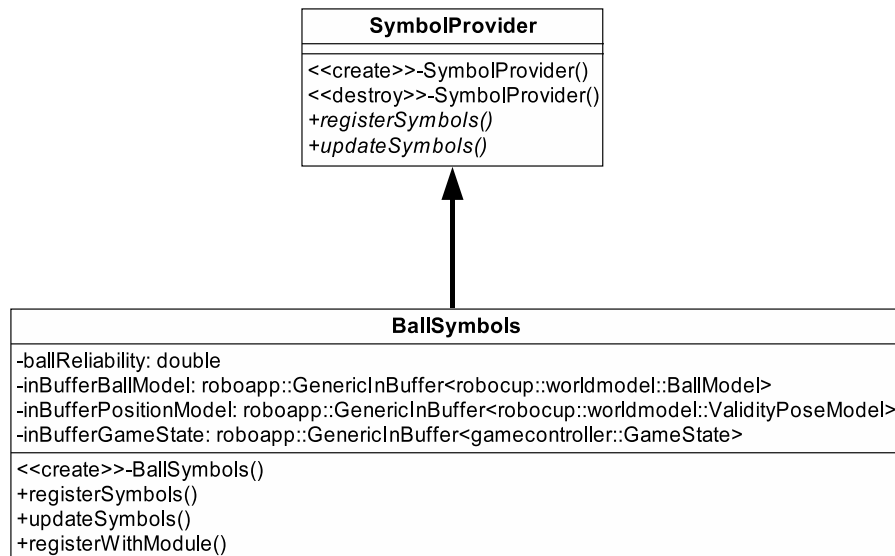 SymbolProvider
<<create>>-SymbolProvider()
<<destroy>>-SymbolProvider()
+registerSymbols()
+updateSymbols()
BallSymbols
-ballReliability: double
-inBufferBallModel: roboapp::GenericInBuffer<robocup::worldmodel::BallModel>
-inBufferPositionModel: roboapp::GenericInBuffer<robocup::worldmodel::ValidityPoseModel>
-inBufferGameState: roboapp::GenericInBuffer<gamecontroller::GameState>
<<create>>-BallSymbols()
+registerSymbols()
+updateSymbols()
+registerWithModule()